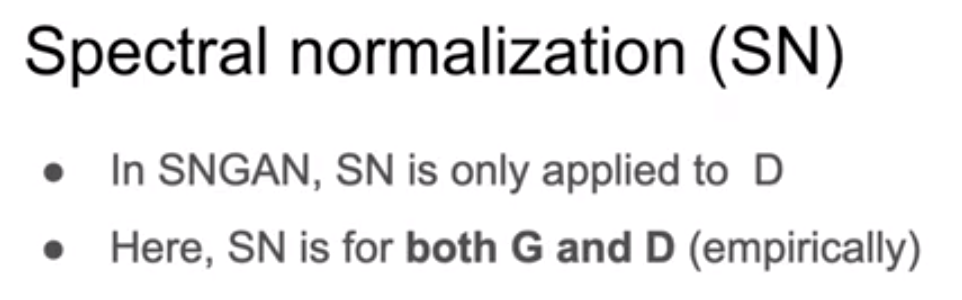 Spectral normalization (SN)
● In SNGAN, SN is only applied to D
● Here, SN is for both G and D (empirically)